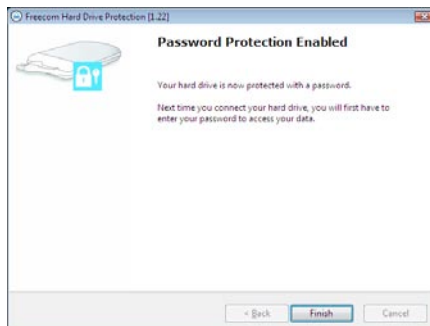 Freecom Hard Drive Protection [1.22]
Password Protection Enabled
Your hard drive is now protected with a password.
Next time you connect your hard drive, you will first have to
enter your password to access your data.
< Back
Finish
Cancel